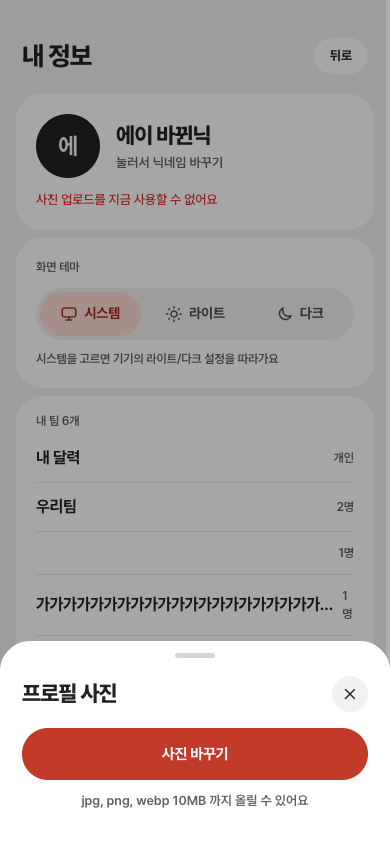 내 정보
뒤로
에
에이 바뀐닉
눌러서 닉네임 바꾸기
사진 업로드를 지금 사용할 수 없어요
화면 테마
시스템
라이트
다크
시스템을 고르면 기기의 라이트/다크 설정을 따라가요
내 팀 6개
내 달력
개인
우리팀
2명
1명
가가가가가가가가가가가가가가가가가가가가가가...
1
명
프로필 사진
사진 바꾸기
jpg, png, webp 10MB 까지 올릴 수 있어요